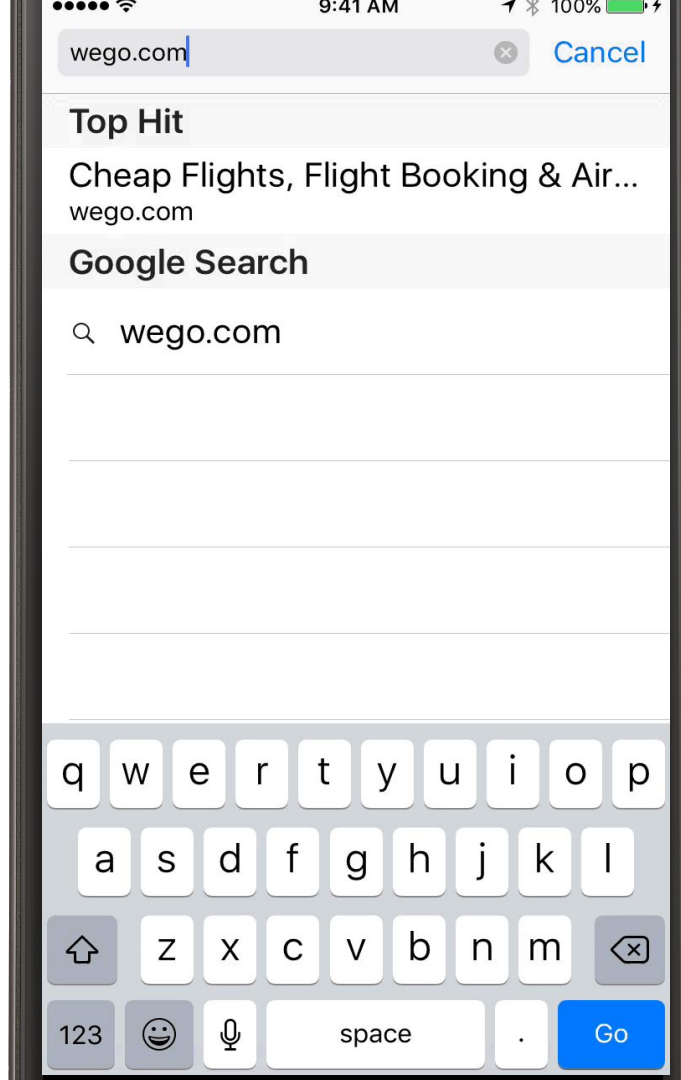 9:41 AM 100%
wego.com Cancel
Top Hit
Cheap Flights, Flight Booking & Air...
wego.com
Google Search
wego.com
q w e r t y u i o p
a s d f g h j k l
z x c v b n m
123 space . Go